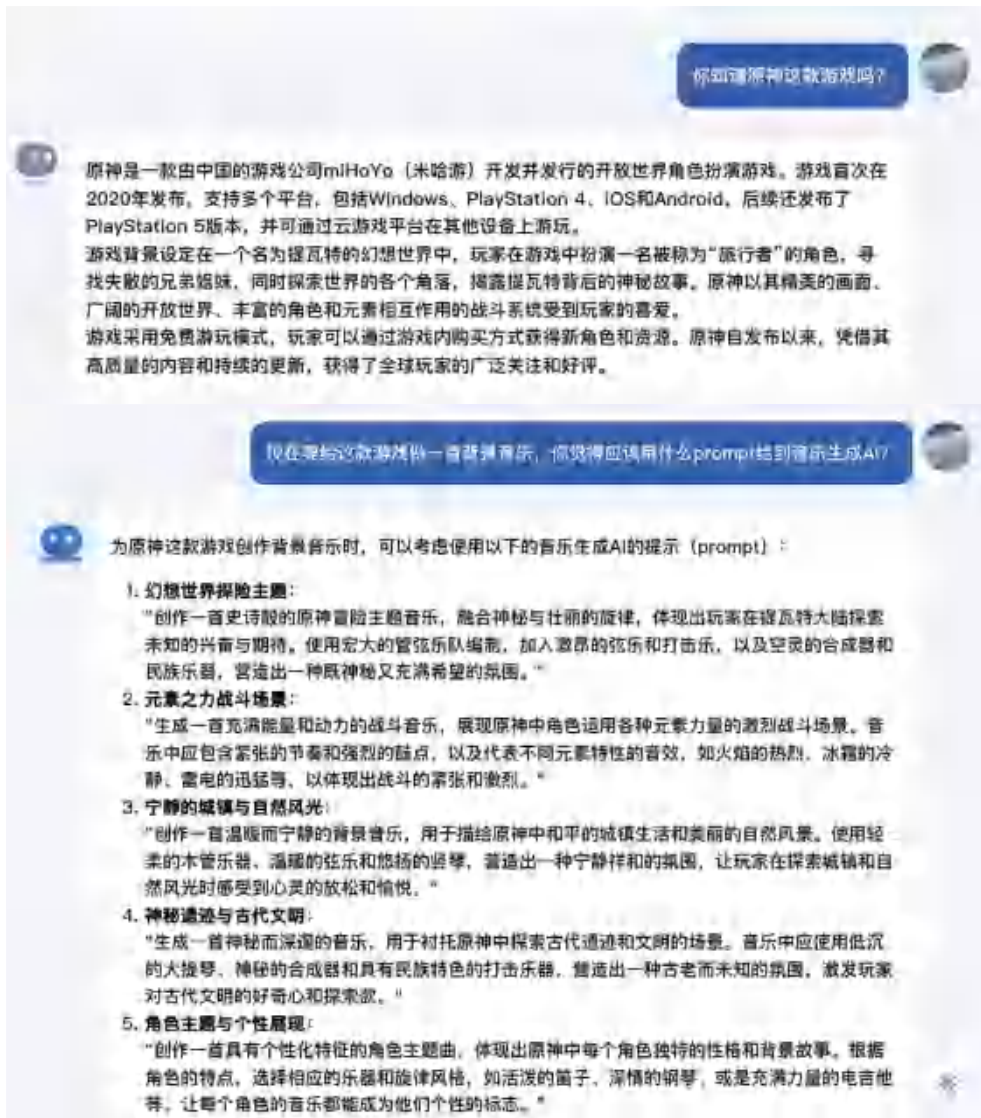 你知道原神这款游戏吗?
原神是一款由中国的游戏公司miHoYo（米哈游）开发并发行的开放世界角色扮演游戏。游戏首次在
2020年发布，支持多个平台，包括Windows、PlayStation 4、iOS和Android，后续还发布了
PlayStation 5版本，并可通过云游戏平台在其他设备上游玩。
游戏背景设定在一个名为提瓦特的幻想世界中，玩家在游戏中扮演一名被称为“旅行者”的角色，寻
找失散的兄弟姐妹，同时探索世界的各个角落，揭露提瓦特背后的神秘故事。原神以其精美的画面、
广阔的开放世界、丰富的角色和元素相互作用的战斗系统受到玩家的喜爱。
游戏采用免费游玩模式，玩家可以通过游戏内购买方式获得新角色和资源。原神自发布以来，凭借其
高质量的内容和持续的更新，获得了全球玩家的广泛关注和好评。
现在要给这款游戏做一首背景音乐，你觉得应该用什么prompt给到音乐生成AI?
为原神这款游戏创作背景音乐时，可以考虑使用以下的音乐生成AI的提示（prompt）：
1. 幻想世界探险主题：
"创作一首史诗般的原神冒险主题音乐，融合神秘与壮丽的旋律，体现出玩家在提瓦特大陆探索
未知的兴奋与期待。使用宏大的管弦乐队编制，加入激昂的弦乐和打击乐，以及空灵的合成器和
民族乐器，营造出一种既神秘又充满希望的氛围。"
2. 元素之力战斗场景：
"生成一首充满能量和动力的战斗音乐，展现原神中角色运用各种元素力量的激烈战斗场景。音
乐中应包含紧张的节奏和强烈的鼓点，以及代表不同元素特性的音效，如火焰的热烈、冰霜的冷
静、雷电的迅猛等，以体现出战斗的紧张和激烈。"
3. 宁静的城镇与自然风光：
"创作一首温暖而宁静的背景音乐，用于描绘原神中和平的城镇生活和美丽的自然风景。使用轻
柔的木管乐器、温暖的弦乐和悠扬的竖琴，营造出一种宁静祥和的氛围，让玩家在探索城镇和自
然风光时感受到心灵的放松和愉悦。"
4. 神秘遗迹与古代文明：
"生成一首神秘而深邃的音乐，用于衬托原神中探索古代遗迹和文明的场景。音乐中应使用低沉
的大提琴、神秘的合成器和具有民族特色的打击乐器，营造出一种古老而未知的氛围，激发玩家
对古代文明的好奇心和探索欲。"
5. 角色主题与个性展现：
"创作一首具有个性化特征的角色主题曲，体现出原神中每个角色独特的性格和背景故事。根据
角色的特点，选择相应的乐器和旋律风格，如活泼的笛子、深情的钢琴，或是充满力量的电吉他
等，让每个角色的音乐都能成为他们个性的标志。"